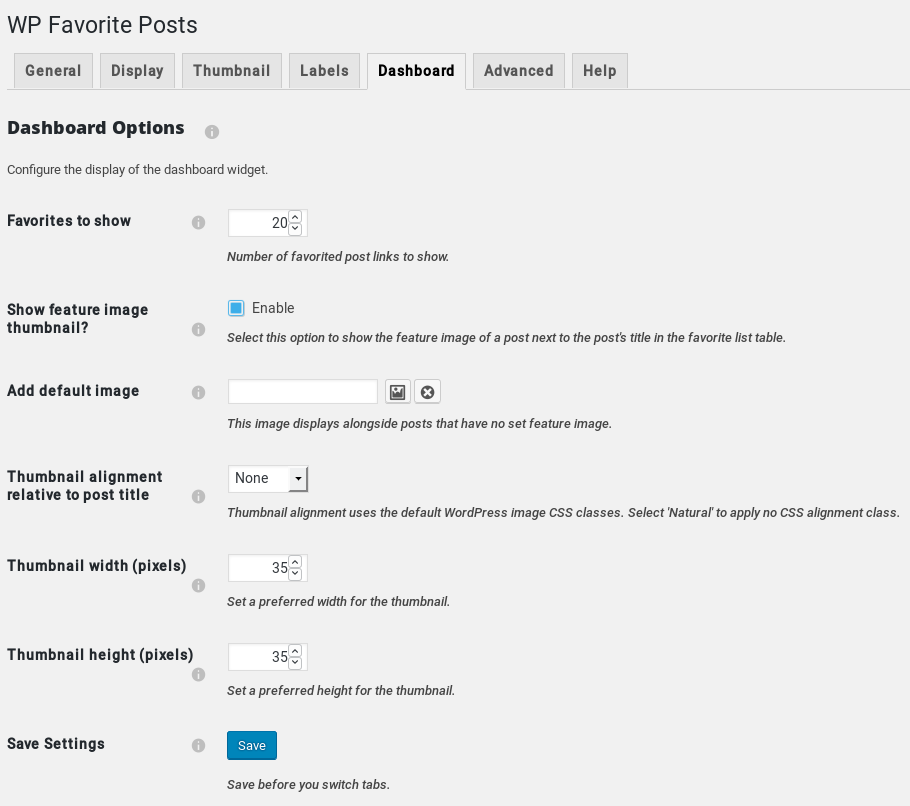 WP Favorite Posts
General Display Thumbnail Labels Dashboard Advanced Help
Dashboard Options
Configure the display of the dashboard widget.
Favorites to show
20
Number of favorited post links to show.
Show feature image
thumbnail?
Enable
Select this option to show the feature image of a post next to the post's title in the favorite list table.
Add default image
This image displays alongside posts that have no set feature image.
Thumbnail alignment
relative to post title
None
Thumbnail alignment uses the default WordPress image CSS classes. Select 'Natural' to apply no CSS alignment class.
Thumbnail width (pixels)
35
Set a preferred width for the thumbnail.
Thumbnail height (pixels)
35
Set a preferred height for the thumbnail.
Save Settings
Save
Save before you switch tabs.